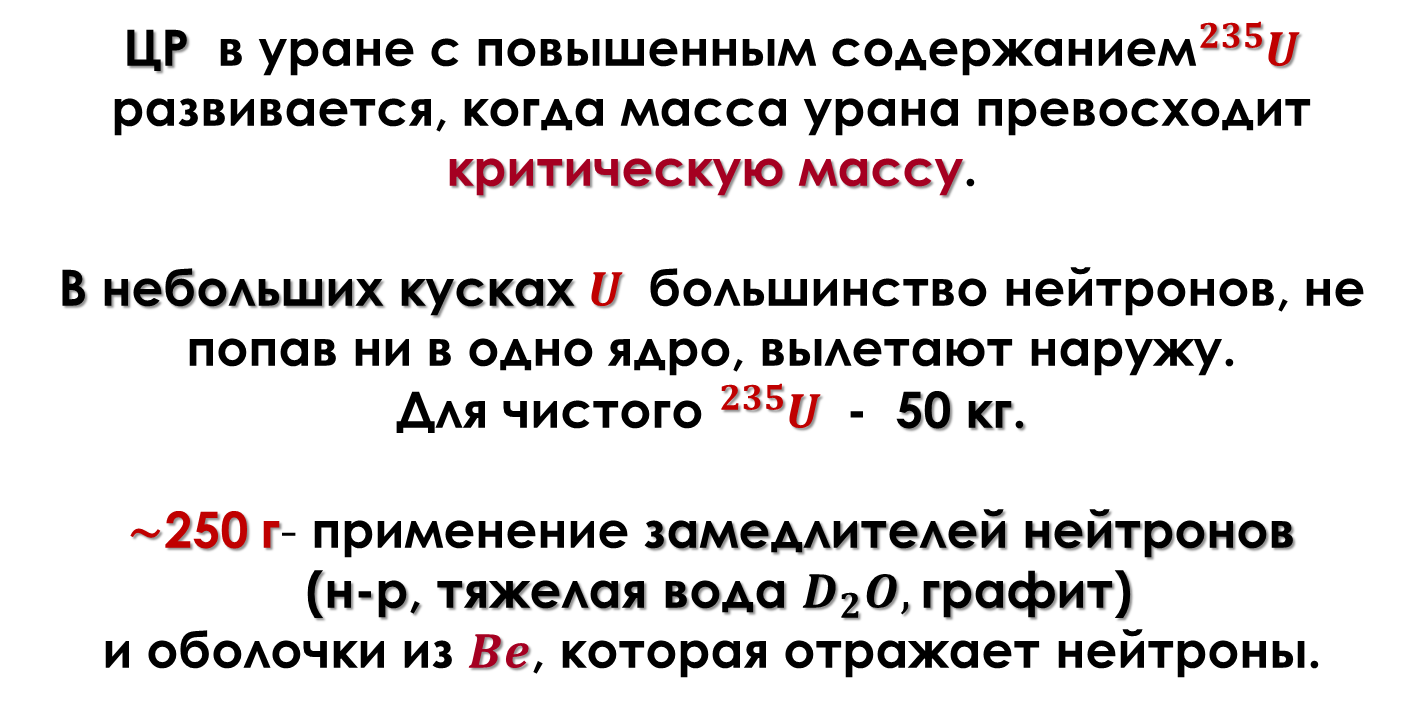 ЦР в уране с повышенным содержанием ²³⁵U
развивается, когда масса урана превосходит
критическую массу.
В небольших кусках U большинство нейтронов, не
попав ни в одно ядро, вылетают наружу.
Для чистого ²³⁵U - 50 кг.
~250 г- применение замедлителей нейтронов
(н-р, тяжелая вода D₂O, графит)
и оболочки из Be, которая отражает нейтроны.